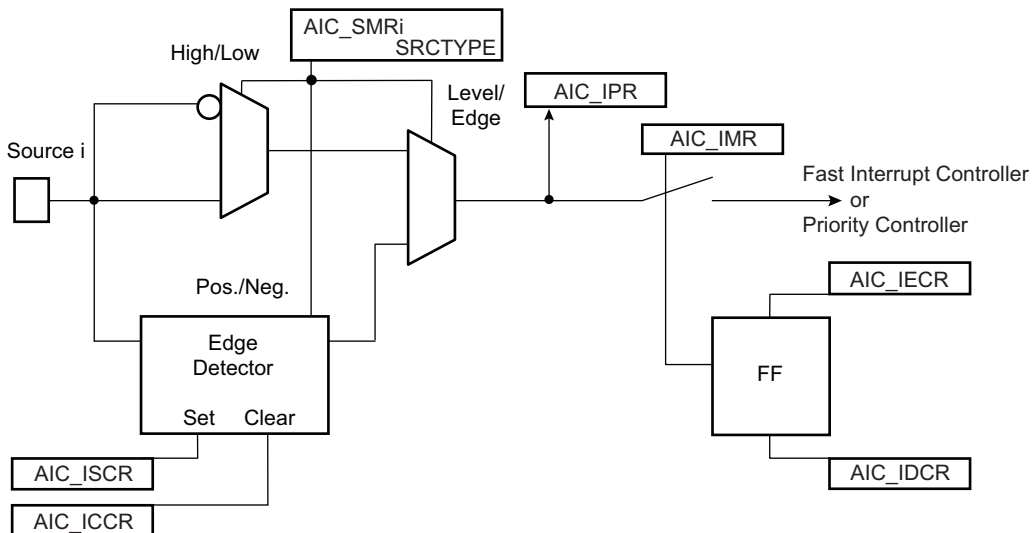 AIC_SMRi
SRCTYPE
High/Low
Level/
Edge
AIC_IPR
AIC_IMR
Source i
Fast Interrupt Controller
or
Priority Controller
Pos./Neg.
AIC_IECR
Edge
Detector
FF
Set Clear
AIC_ISCR
AIC_IDCR
AIC_ICCR